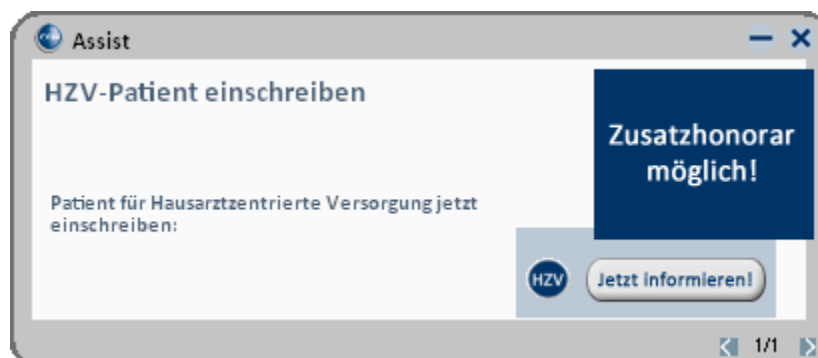 Assist
HZV-Patient einschreiben
Zusatzhonorar
möglich!
Patient für Hausarztzentrierte Versorgung jetzt
einschreiben:
HZV
Jetzt informieren!
1/1